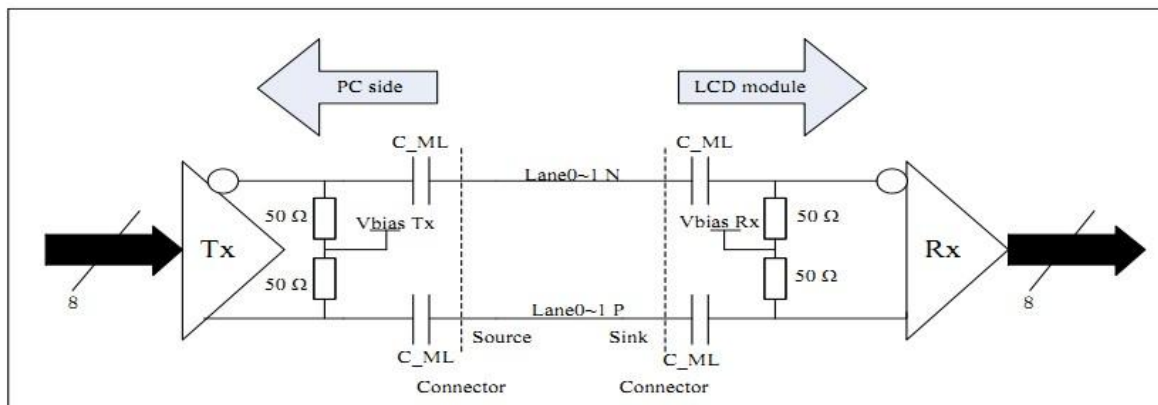 PC side
LCD module
C_ML
C_ML
Lane0~1 N
50 Ω
Vbias Tx
Vbias Rx
50 Ω
Tx
Rx
50 Ω
50 Ω
8
8
Lane0~1 P
Source
Sink
C_ML
C_ML
Connector
Connector